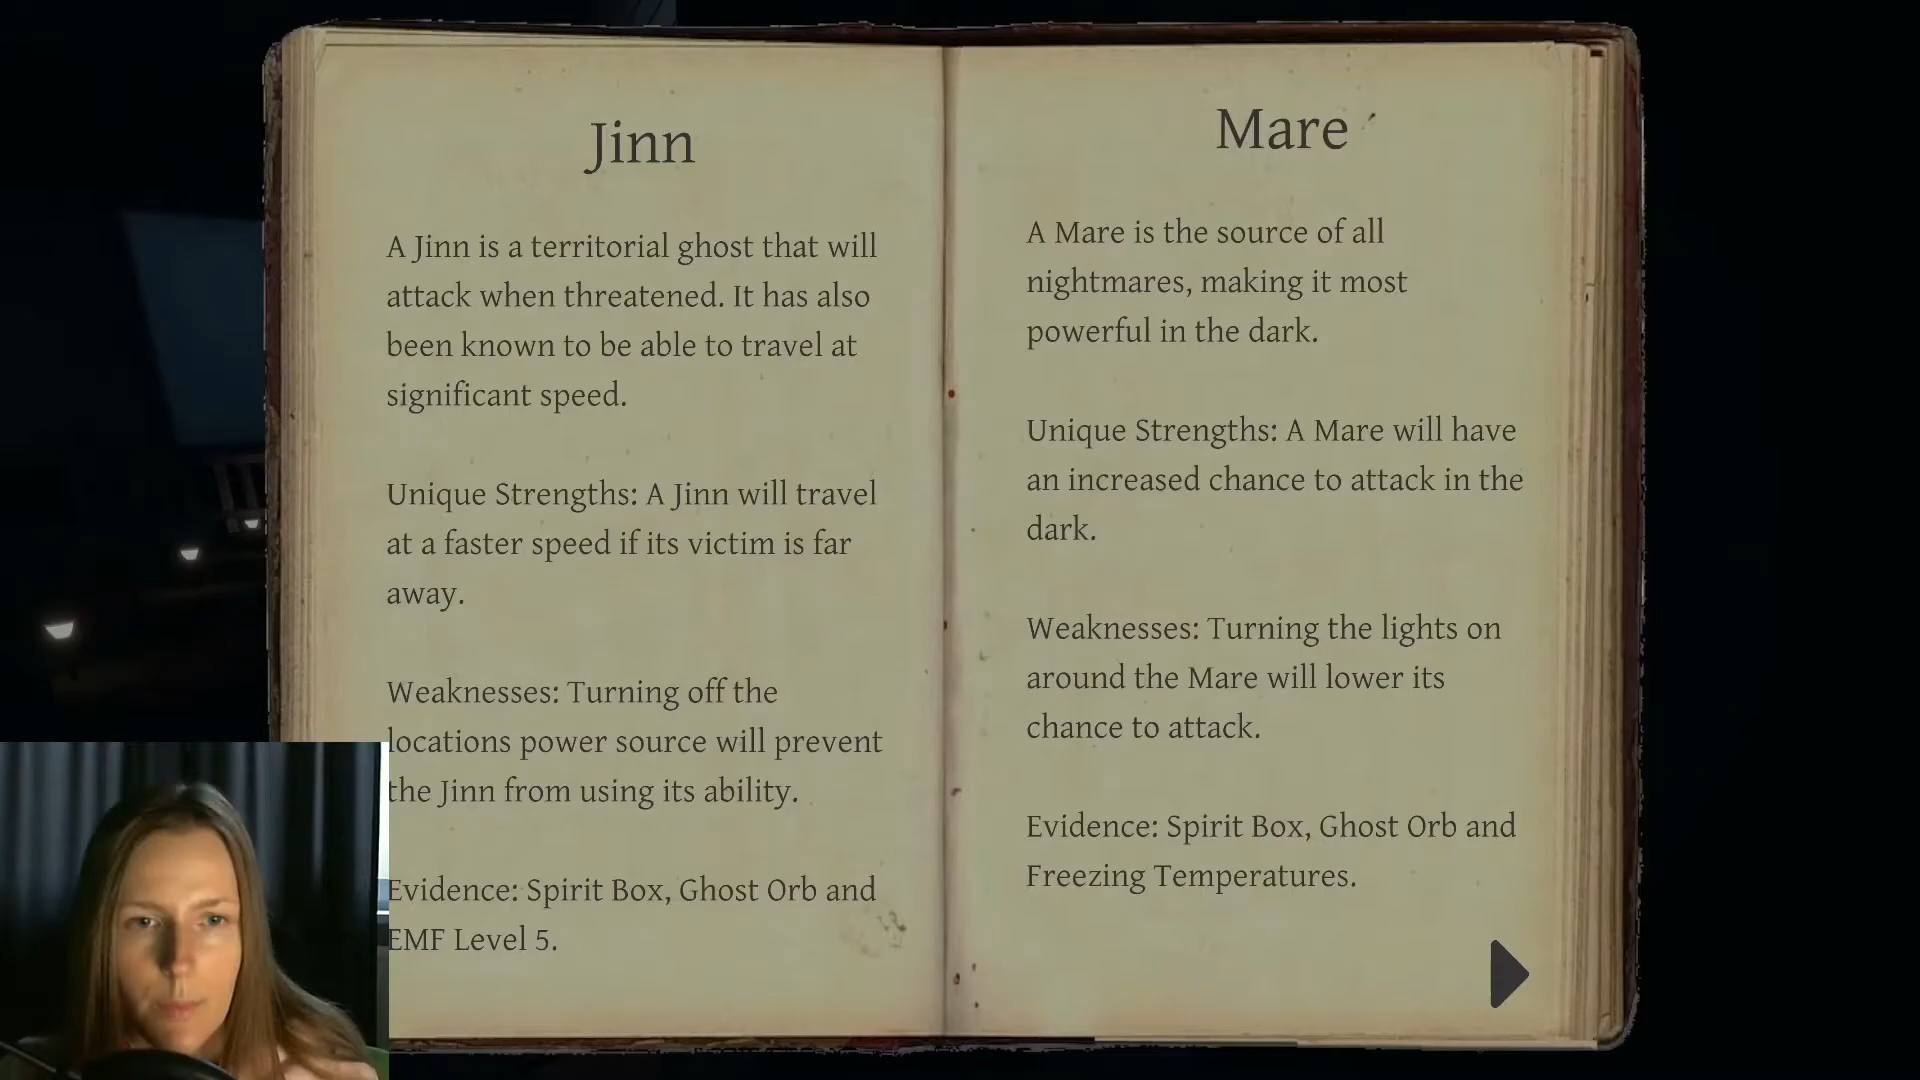 Jinn
A Jinn is a territorial ghost that will
attack when threatened. It has also
been known to be able to travel at
significant speed.
Unique Strengths: A Jinn will travel
at a faster speed if its victim is far
away.
Weaknesses: Turning off the
locations power source will prevent
the Jinn from using its ability.
Evidence: Spirit Box, Ghost Orb and
EMF Level 5.
Mare
A Mare is the source of all
nightmares, making it most
powerful in the dark.
Unique Strengths: A Mare will have
an increased chance to attack in the
dark.
Weaknesses: Turning the lights on
around the Mare will lower its
chance to attack.
Evidence: Spirit Box, Ghost Orb and
Freezing Temperatures.